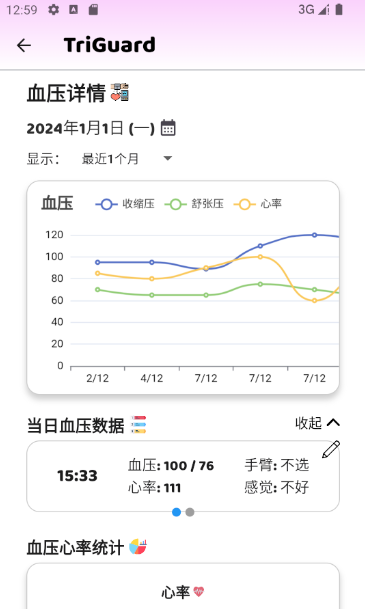 12:59
3G
TriGuard
血压详情
2024年1月1日 (一)
显示： 最近1个月
血压 收缩压 舒张压 心率
120
100
80
60
40
20
0
2/12 4/12 7/12 7/12 7/12
当日血压数据 收起
15:33
血压: 100 / 76 手臂: 不选
心率: 111 感觉: 不好
血压心率统计
心率